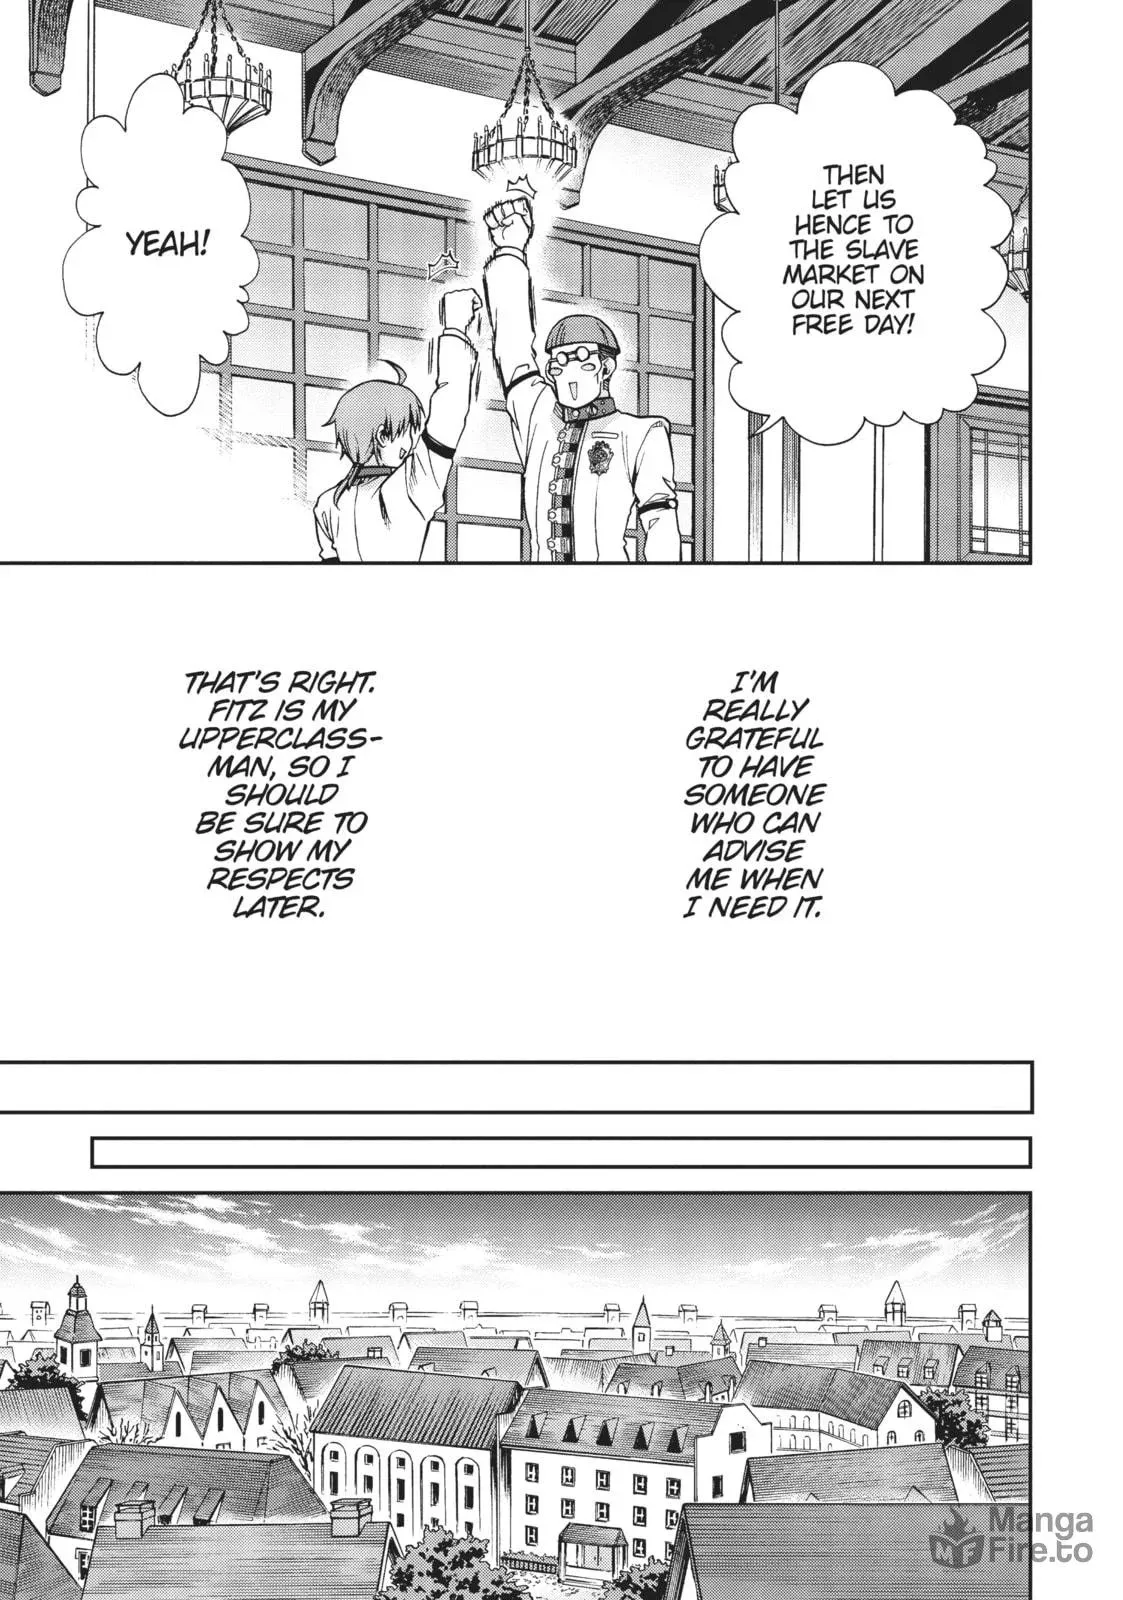 THEN
LET US
HENCE TO
THE SLAVE
MARKET ON
OUR NEXT
FREE DAY!
YEAH!
I'M
REALLY
GRATEFUL
TO HAVE
SOMEONE
WHO CAN
ADVISE
ME WHEN
I NEED IT.
THAT'S RIGHT.
FITZ IS MY
UPPERCLASS-
MAN, SO I
SHOULD
BE SURE TO
SHOW MY
RESPECTS
LATER.
MF
Manga
Fire.to